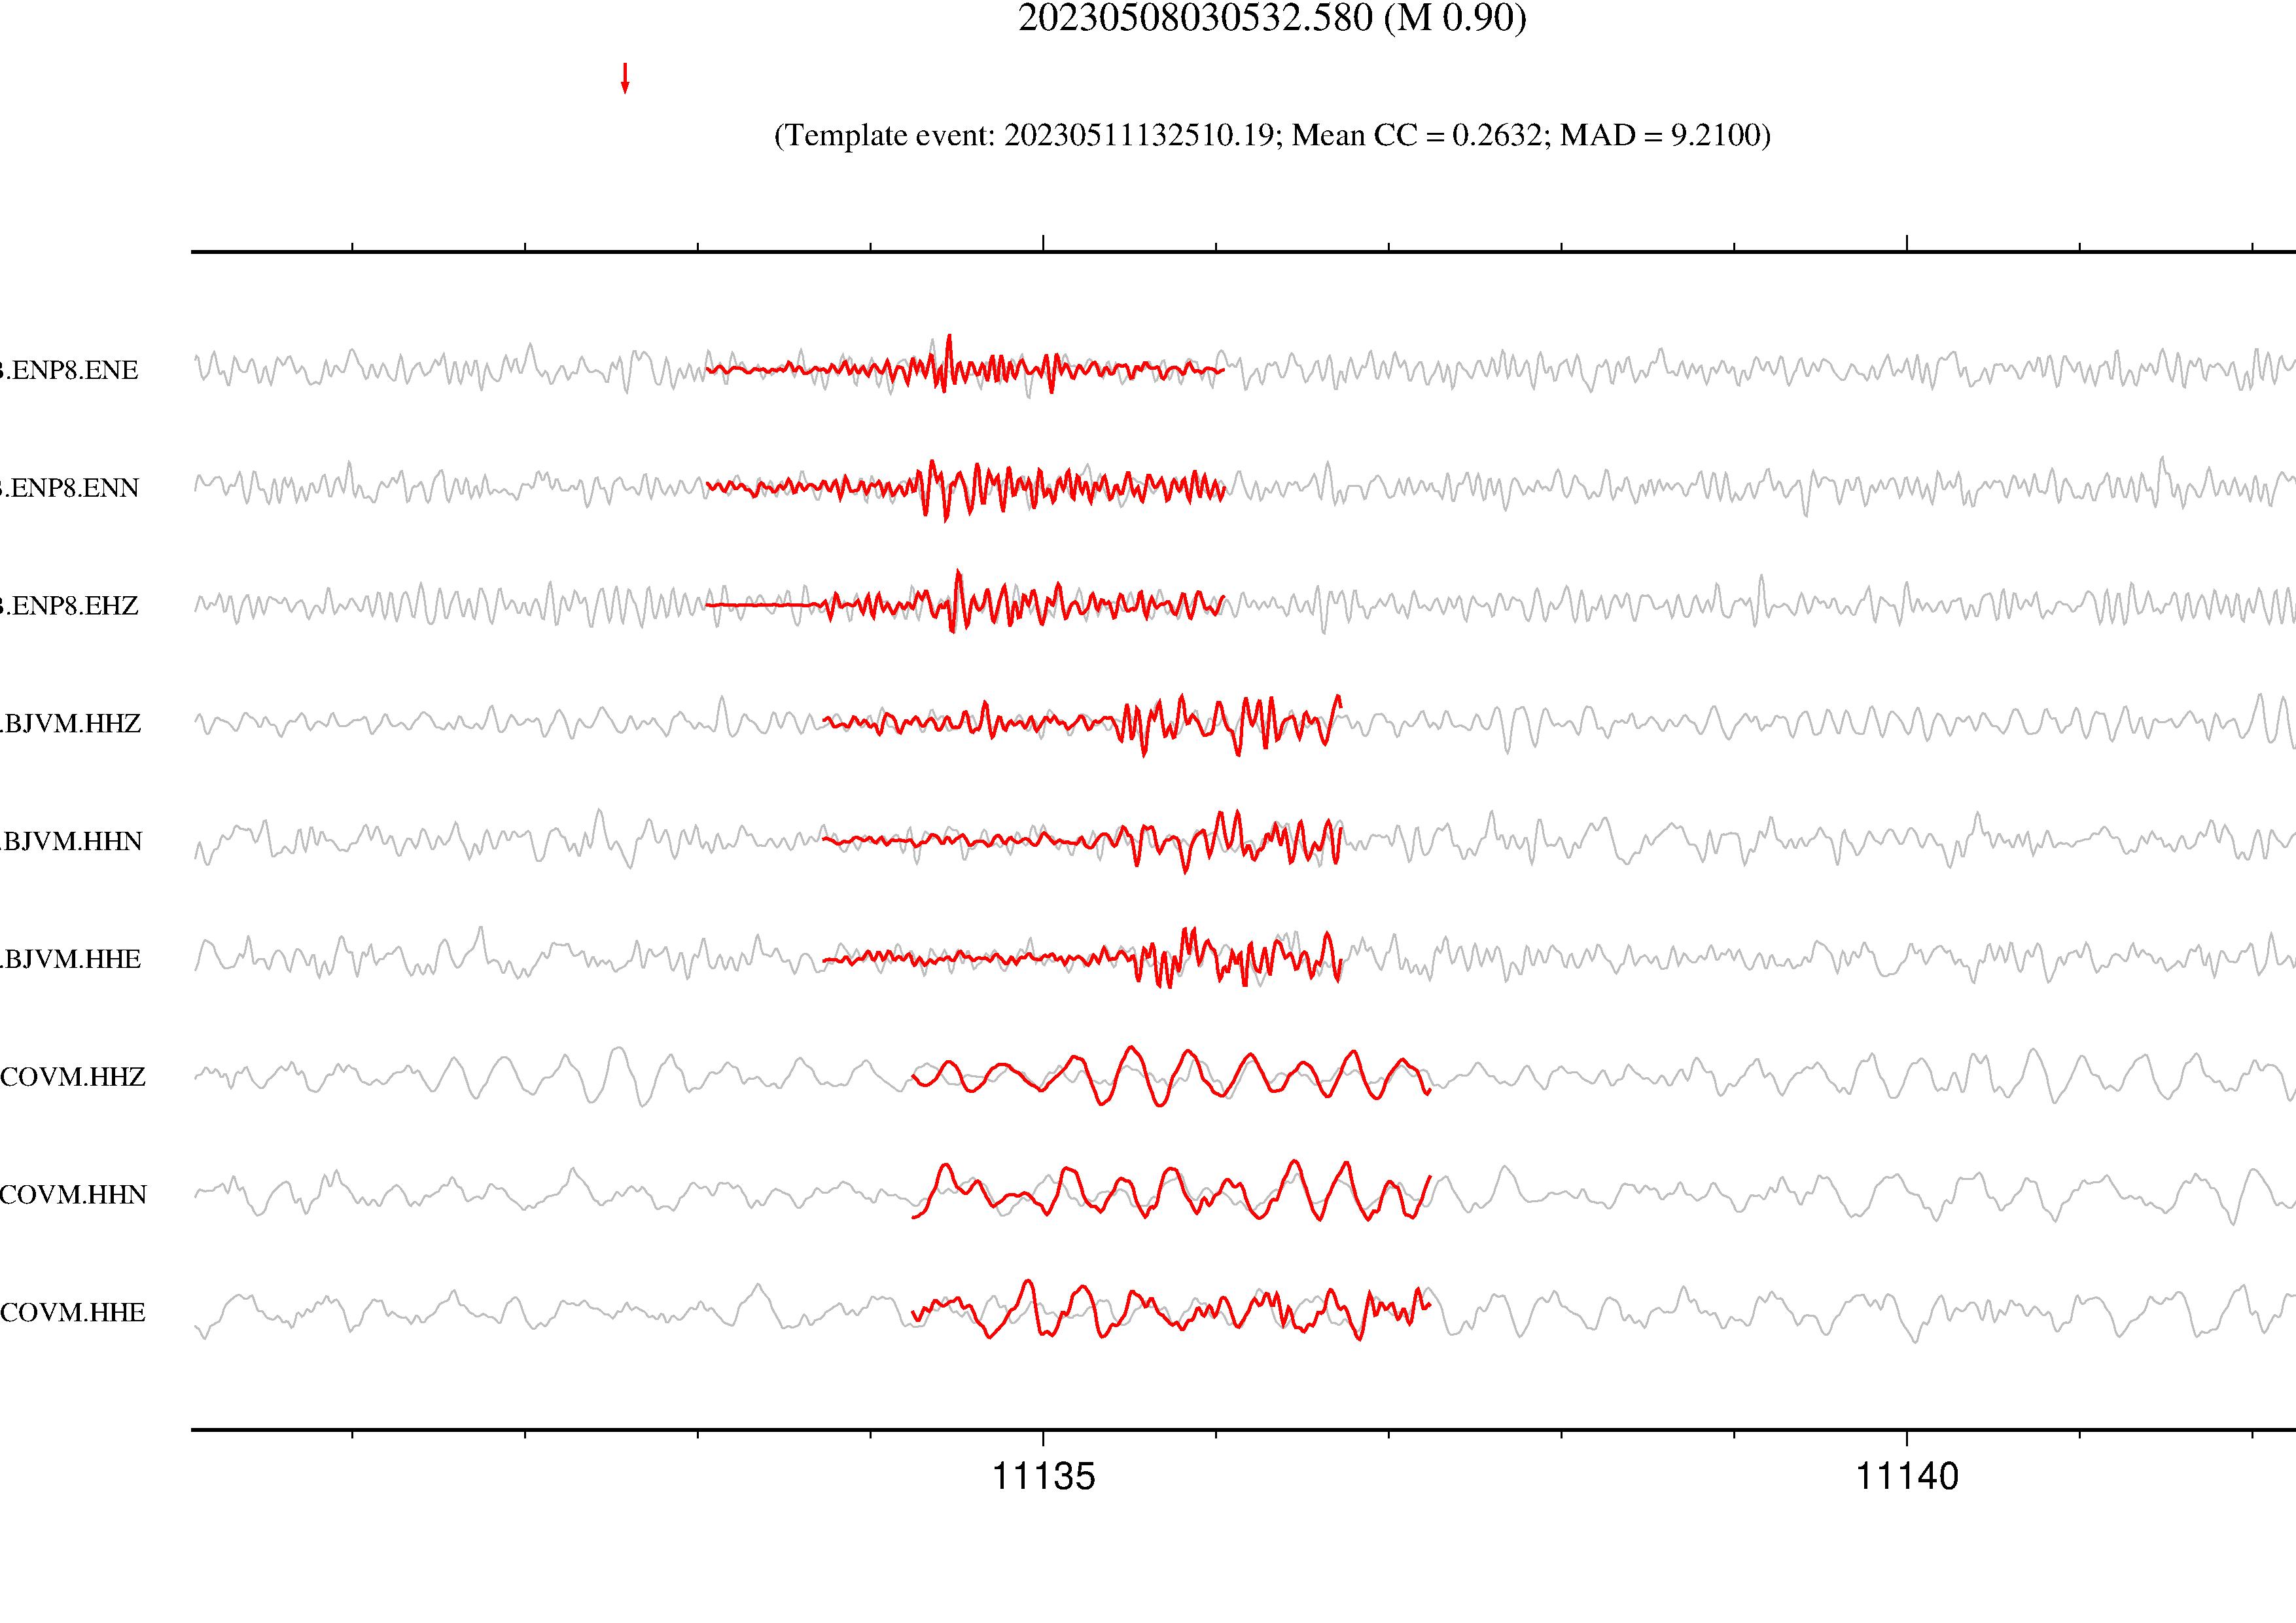 20230508030532.580 (M 0.90)
(Template event: 20230511132510.19; Mean CC = 0.2632; MAD = 9.2100)
.ENP8.ENE
.ENP8.ENN
.ENP8.EHZ
.BJVM.HHZ
.BJVM.HHN
.BJVM.HHE
COVM.HHZ
COVM.HHN
COVM.HHE
11135 11140